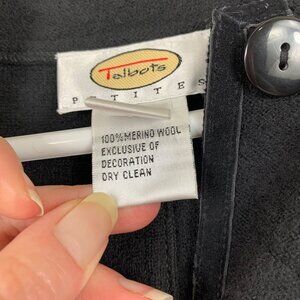 Talbots
PETITES
100% MERINO WOOL
EXCLUSIVE OF
DECORATION
DRY CLEAN